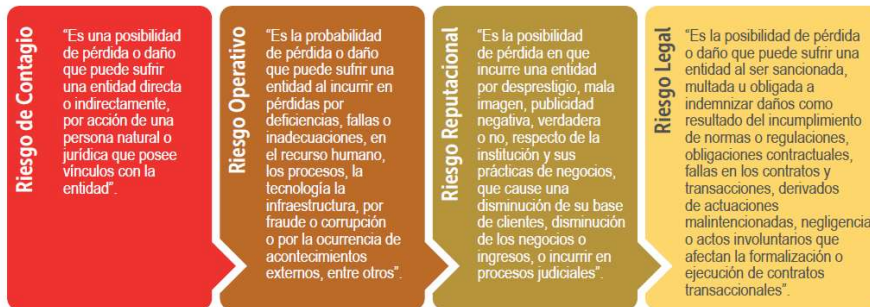 Riesgo de Contagio
“Es una posibilidad
de pérdida o daño
que puede sufrir
una entidad directa
o indirectamente,
por acción de una
persona natural o
jurídica que posee
vínculos con la
entidad”.
Riesgo Operativo
“Es la probabilidad
de pérdida o daño
que puede sufrir una
entidad al incurrir en
pérdidas por
deficiencias, fallas o
inadecuaciones, en
el recurso humano,
los procesos, la
tecnología la
infraestructura, por
fraude o corrupción
o por la ocurrencia de
acontecimientos
externos, entre otros”.
Riesgo Reputacional
“Es la posibilidad
de pérdida en que
incurre una entidad
por desprestigio, mala
imagen, publicidad
negativa, verdadera
o no, respecto de la
institución y sus
prácticas de negocios,
que cause una
disminución de su base
de clientes, disminución
de los negocios o
ingresos, o incurrir en
procesos judiciales”.
Riesgo Legal
“Es la posibilidad de pérdida
o daño que puede sufrir una
entidad al ser sancionada,
multada u obligada a
indemnizar daños como
resultado del incumplimiento
de normas o regulaciones,
obligaciones contractuales,
fallas en los contratos y
transacciones, derivados
de actuaciones
malintencionadas, negligencia
o actos involuntarios que
afectan la formalización o
ejecución de contratos
transaccionales”.